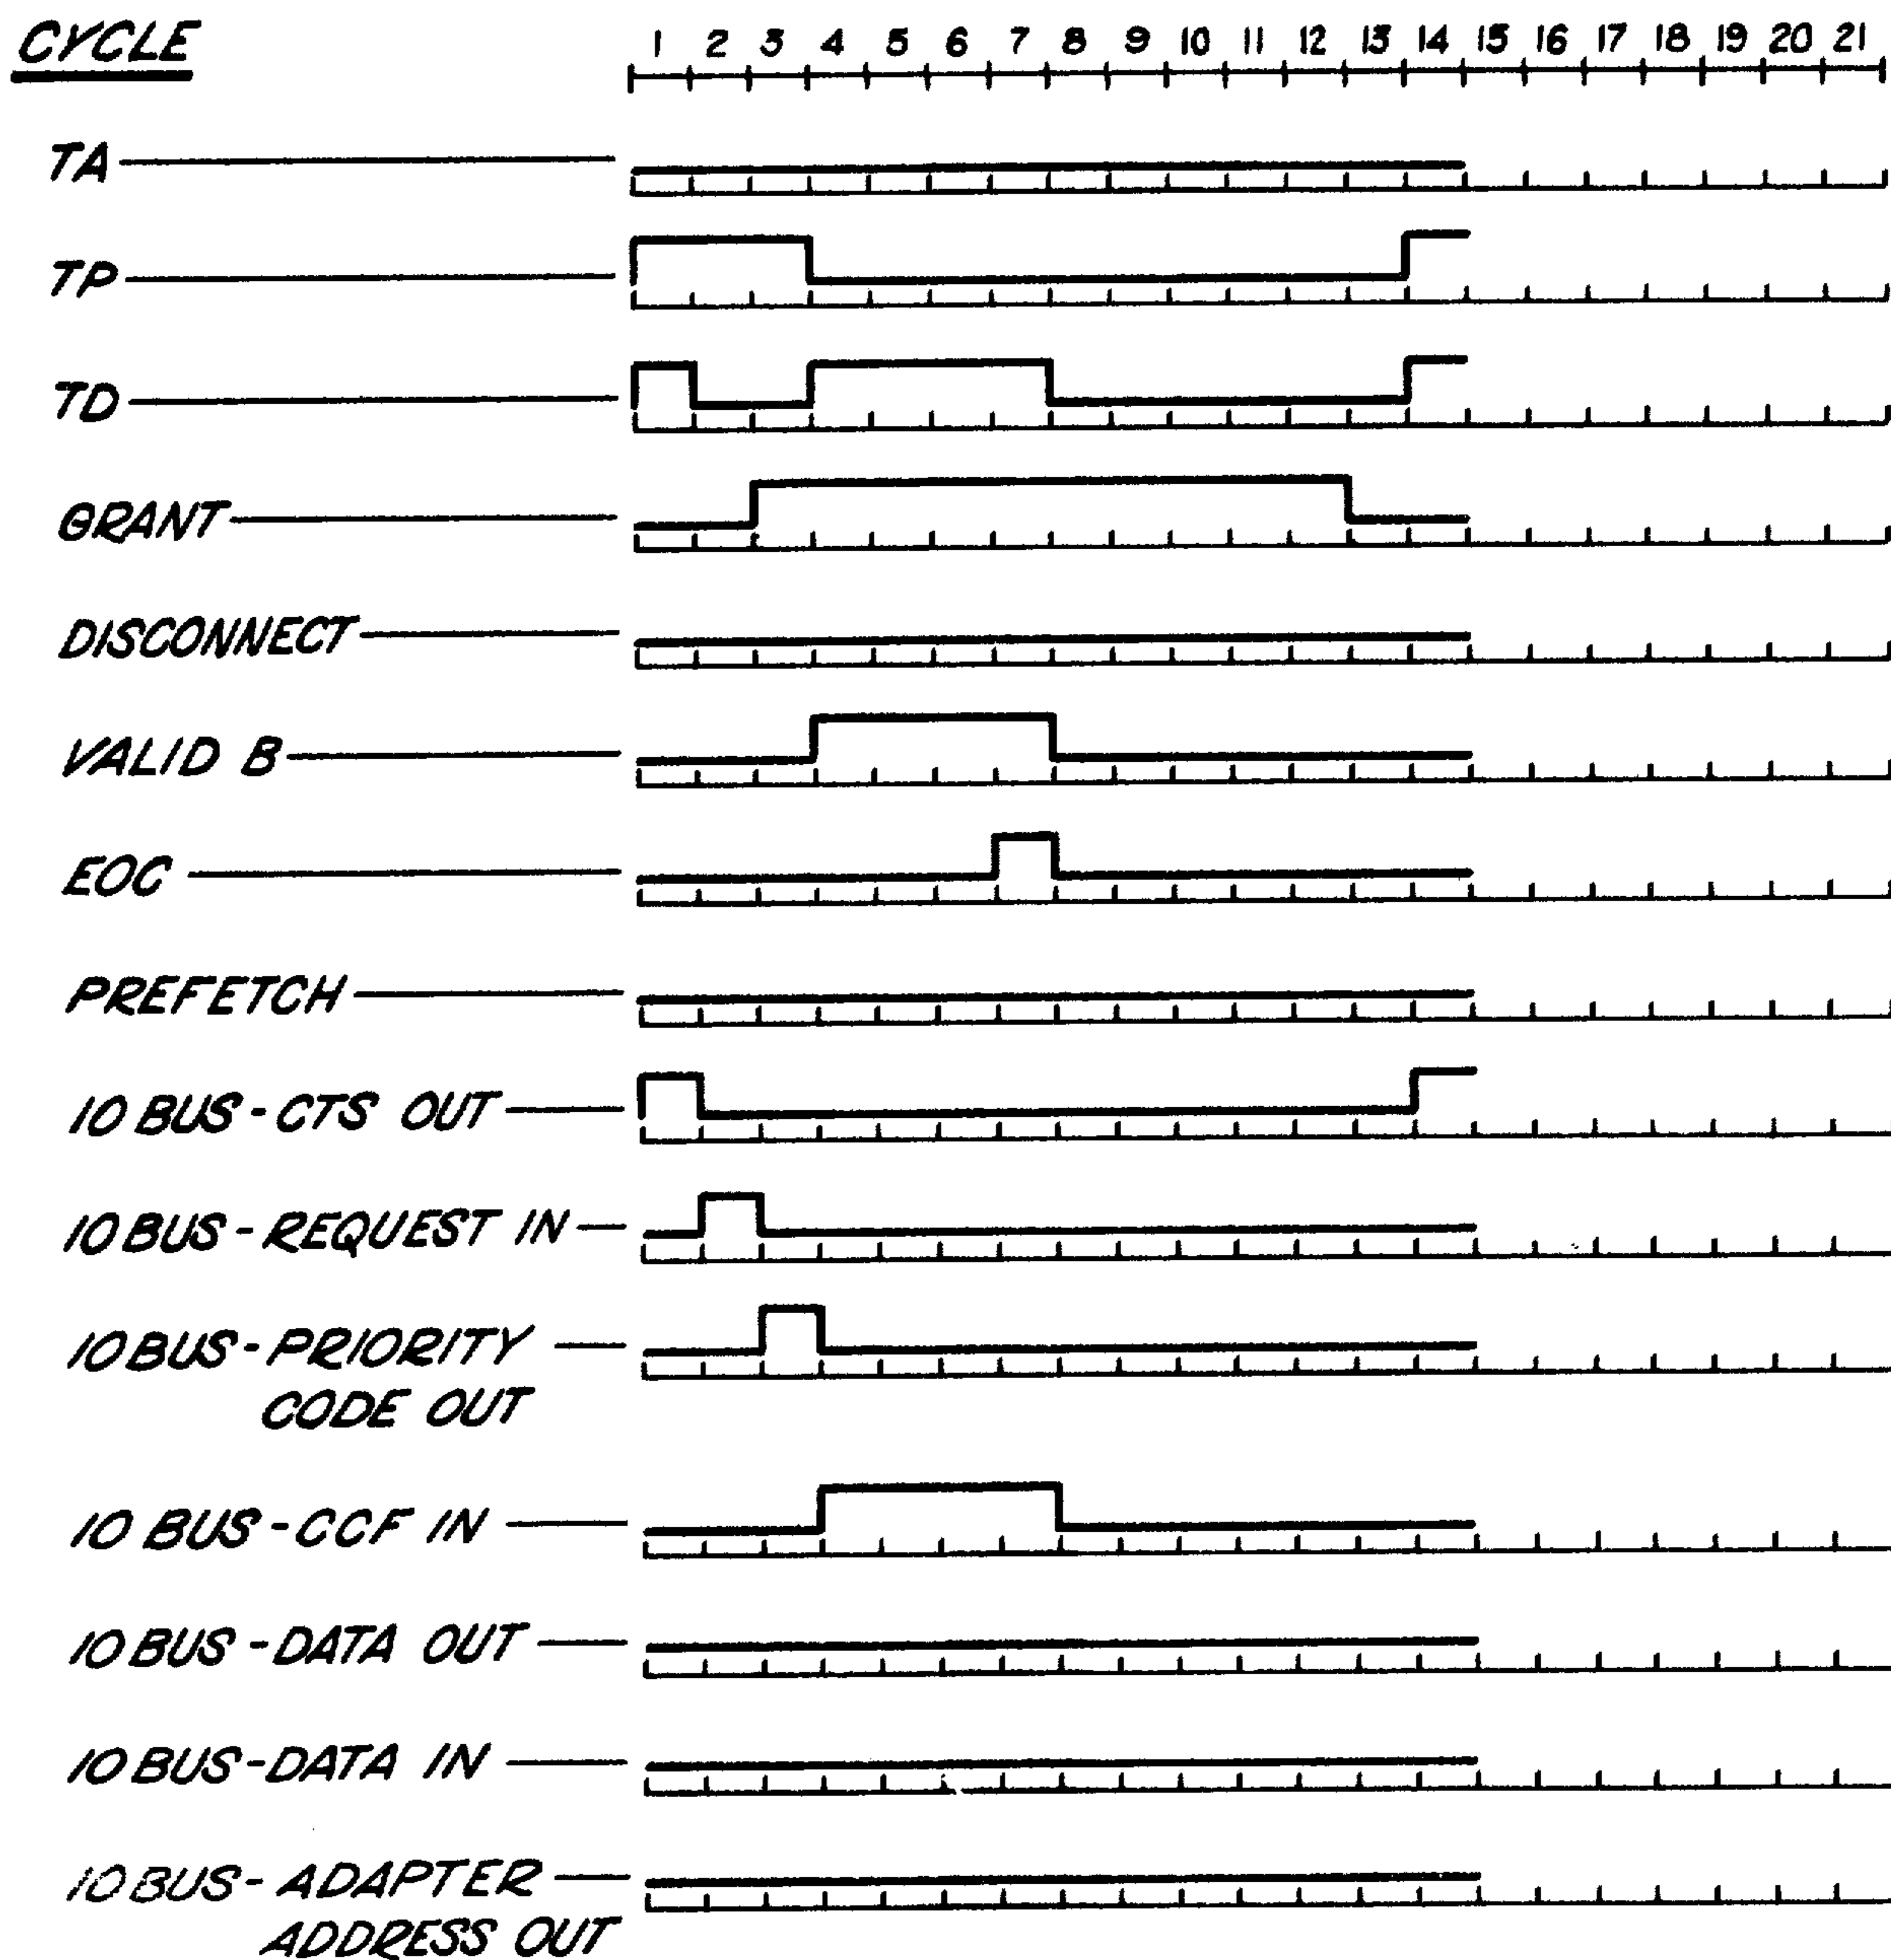 CYCLE 1 2 3 4 5 6 7 8 9 10 11 12 13 14 15 16 17 18 19 20 21
TA
TP
TD
GRANT
DISCONNECT
VALID B
EOC
PREFETCH
IO BUS-CTS OUT
IO BUS-REQUEST IN
IO BUS-PRIORITY
CODE OUT
IO BUS-CCF IN
IO BUS-DATA OUT
IO BUS-DATA IN
IO BUS-ADAPTER
ADDRESS OUT